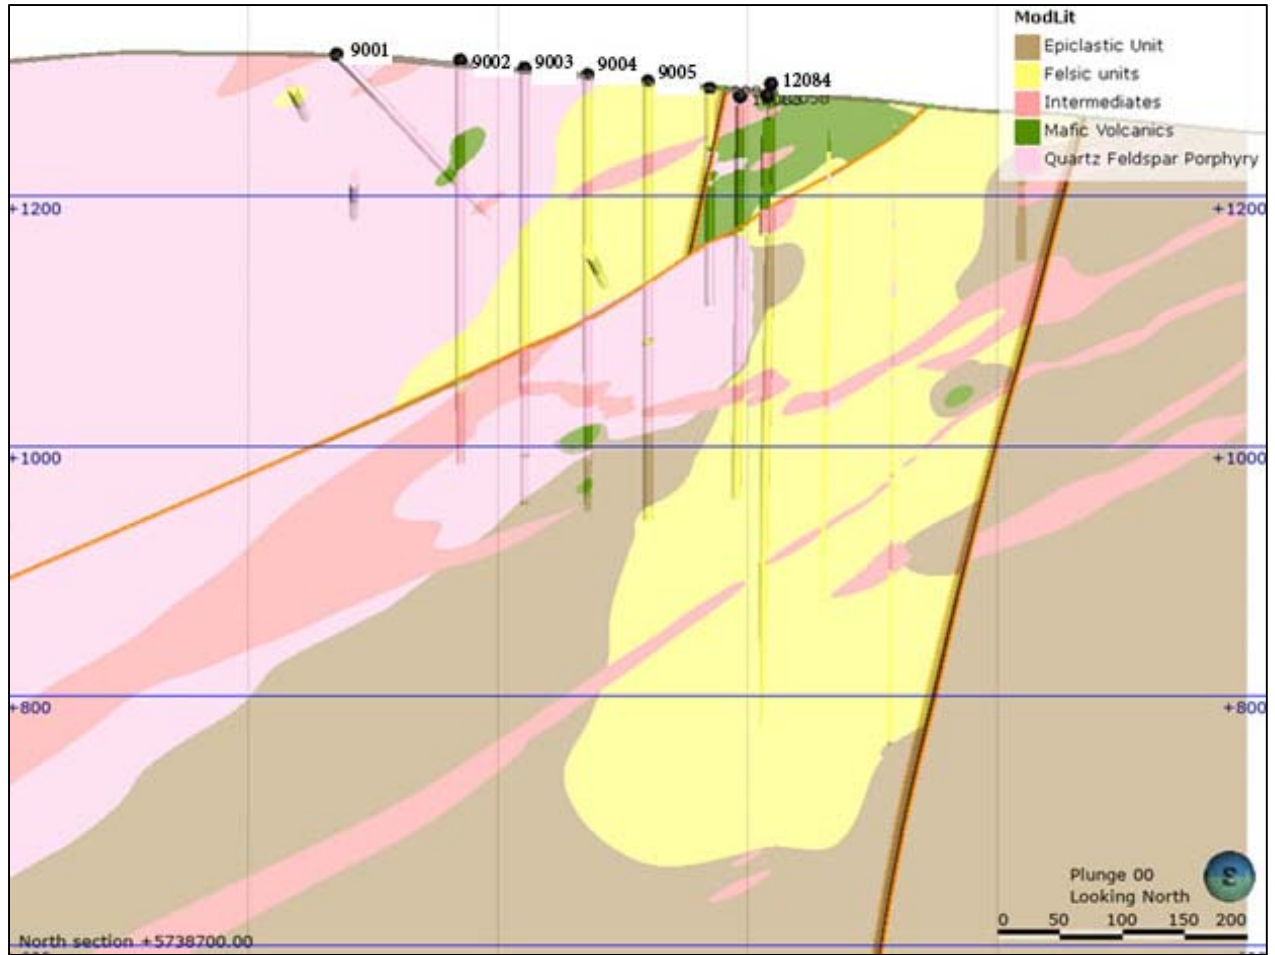 ModLit
Epiclastic Unit
Felsic units
Intermediates
Mafic Volcanics
Quartz Feldspar Porphyry
9001
9002
9003
9004
9005
12084
+1200
+1200
+1000
+1000
+800
+800
Plunge 00
Looking North
0 50 100 150 200
North section +5738700.00